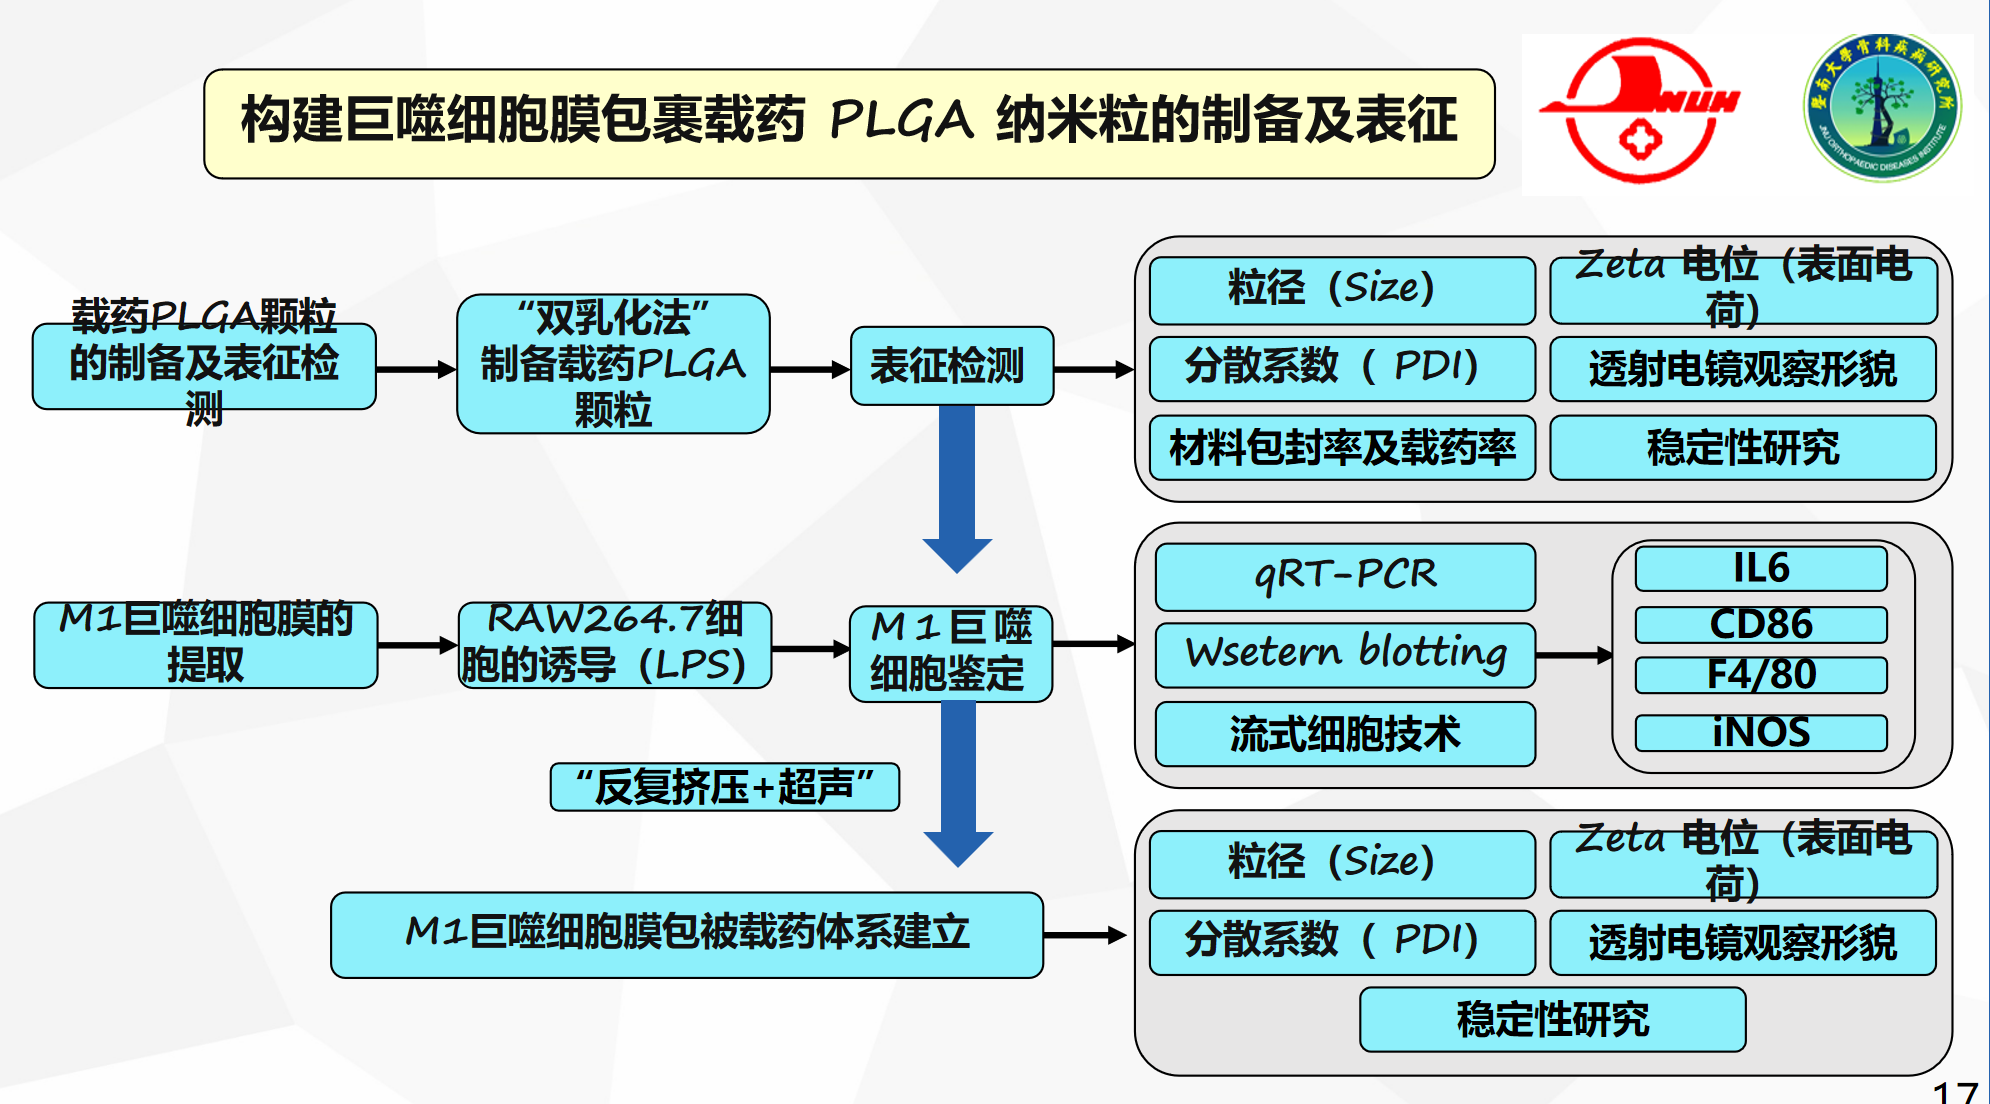 构建巨噬细胞膜包裹载药 PLGA 纳米粒的制备及表征
JNUH
暨南大學骨科疾病研究所
JNU ORTHOPAEDIC DISEASES INSTITUTE
载药PLGA颗粒
的制备及表征检
测
“双乳化法”
制备载药PLGA
颗粒
表征检测
粒径（Size）
Zeta 电位（表面电
荷）
分散系数（ PDI）
透射电镜观察形貌
材料包封率及载药率
稳定性研究
M1巨噬细胞膜的
提取
RAW264.7细
胞的诱导（LPS）
M1巨噬
细胞鉴定
qRT-PCR
Wsetern blotting
流式细胞技术
IL6
CD86
F4/80
iNOS
“反复挤压+超声”
M1巨噬细胞膜包被载药体系建立
粒径（Size）
Zeta 电位（表面电
荷）
分散系数（ PDI）
透射电镜观察形貌
稳定性研究
17